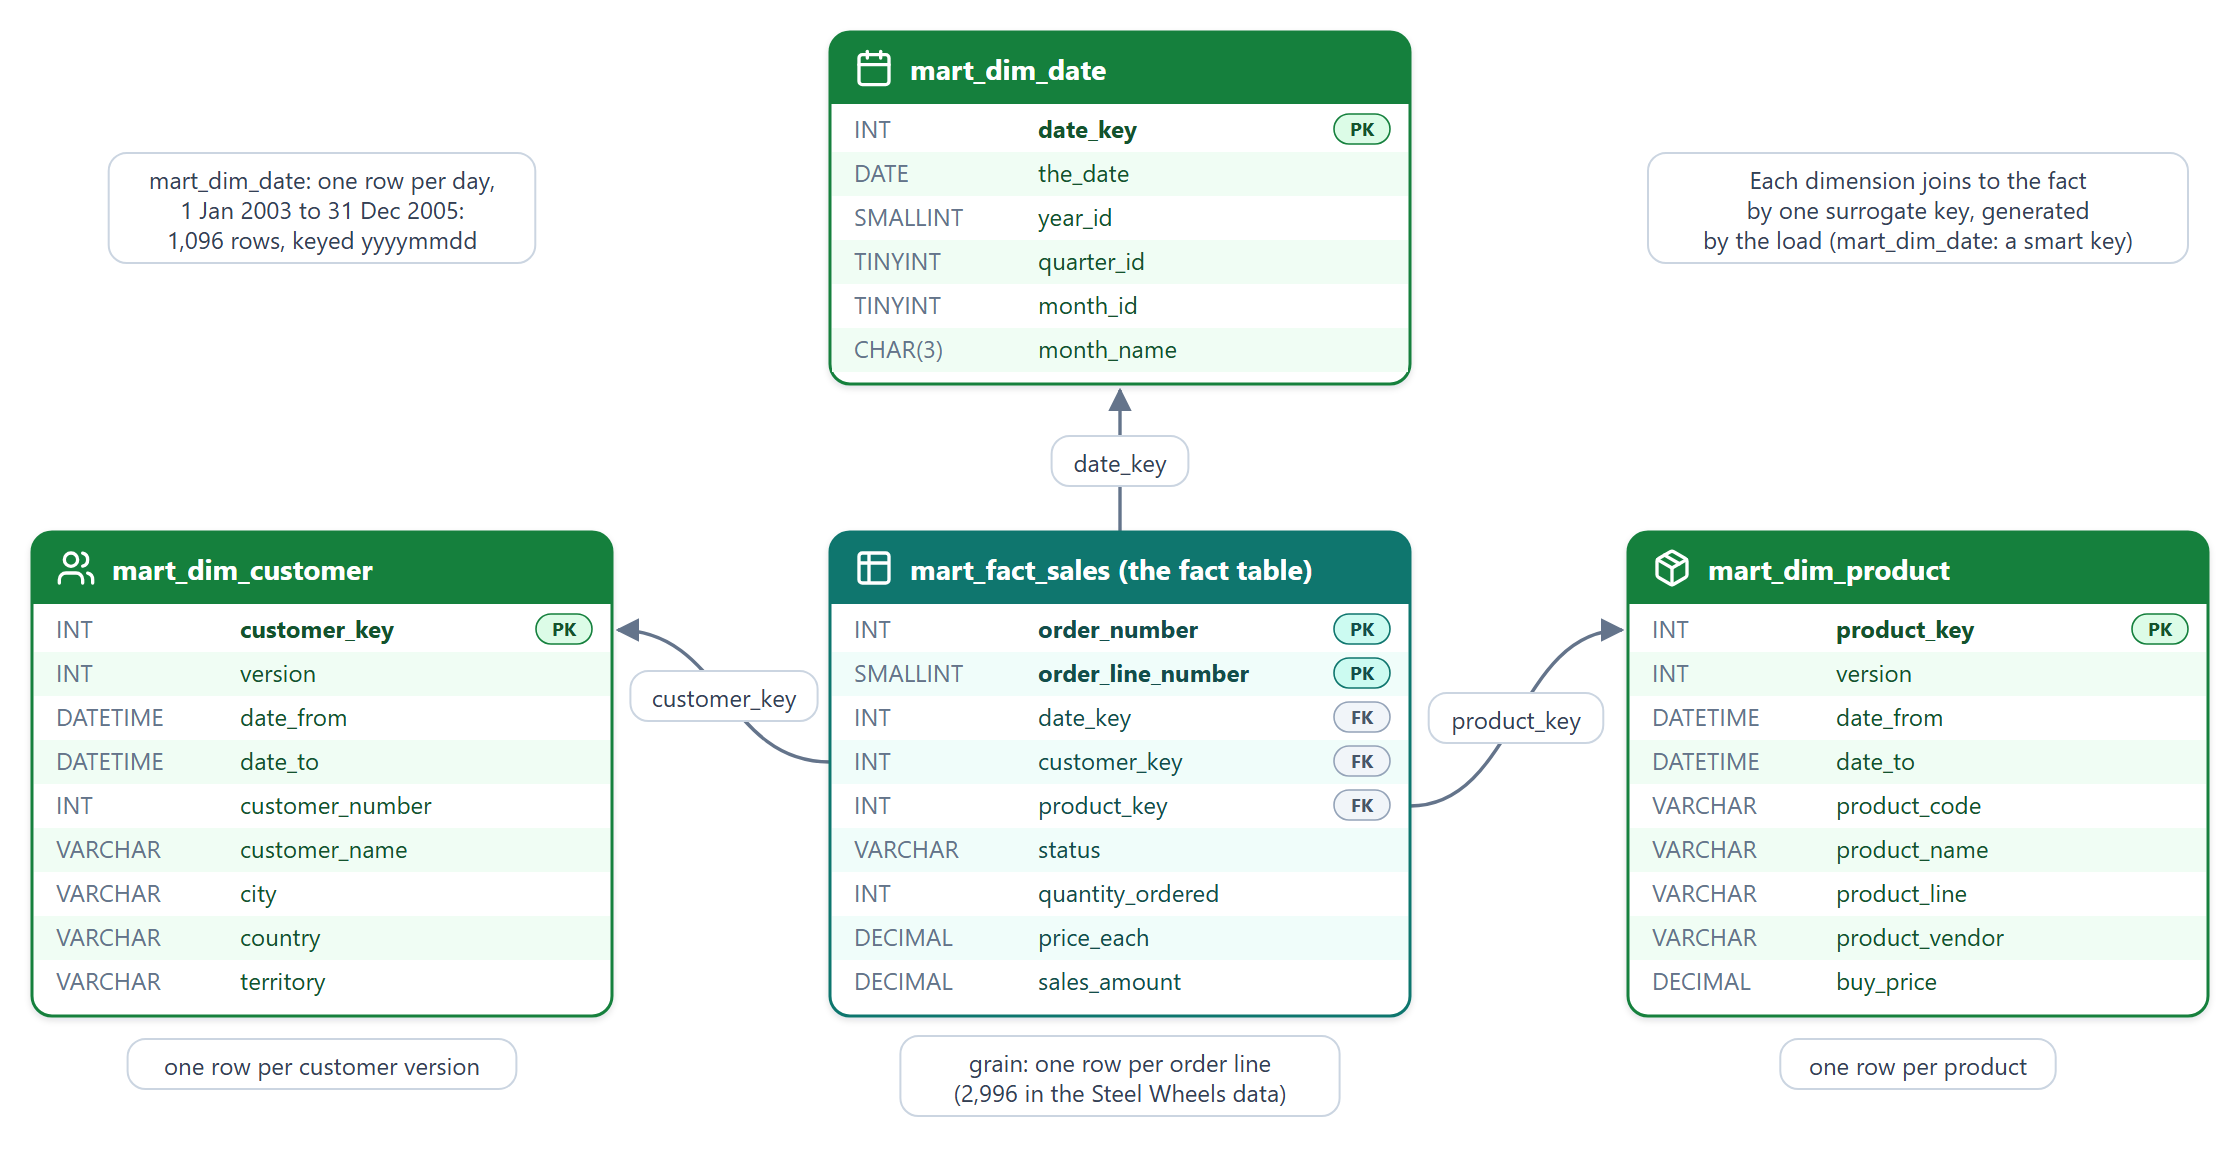 mart_dim_date
INT date_key PK
DATE the_date
SMALLINT year_id
TINYINT quarter_id
TINYINT month_id
CHAR(3) month_name
mart_dim_date: one row per day,
1 Jan 2003 to 31 Dec 2005:
1,096 rows, keyed yyyymmdd
Each dimension joins to the fact
by one surrogate key, generated
by the load (mart_dim_date: a smart key)
date_key
mart_dim_customer
INT customer_key PK
INT version
DATETIME date_from
DATETIME date_to
INT customer_number
VARCHAR customer_name
VARCHAR city
VARCHAR country
VARCHAR territory
one row per customer version
customer_key
mart_fact_sales (the fact table)
INT order_number PK
SMALLINT order_line_number PK
INT date_key FK
INT customer_key FK
INT product_key FK
VARCHAR status
INT quantity_ordered
DECIMAL price_each
DECIMAL sales_amount
grain: one row per order line
(2,996 in the Steel Wheels data)
product_key
mart_dim_product
INT product_key PK
INT version
DATETIME date_from
DATETIME date_to
VARCHAR product_code
VARCHAR product_name
VARCHAR product_line
VARCHAR product_vendor
DECIMAL buy_price
one row per product